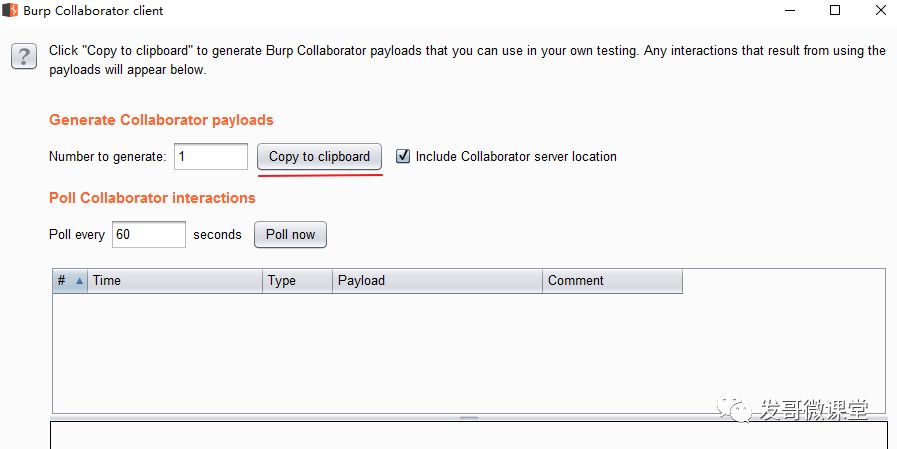 Burp Collaborator client
?
Click "Copy to clipboard" to generate Burp Collaborator payloads that you can use in your own testing. Any interactions that result from using the
payloads will appear below.
Generate Collaborator payloads
Number to generate: 1 Copy to clipboard Include Collaborator server location
Poll Collaborator interactions
Poll every 60 seconds Poll now
# Time Type Payload Comment
发哥微课堂